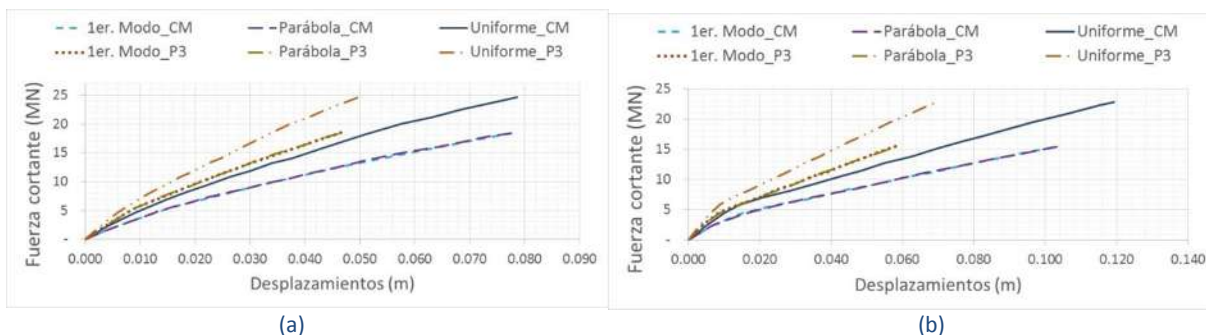 1er. Modo_CM Parábola_CM Uniforme_CM
1er. Modo_P3 Parábola_P3 Uniforme_P3
Fuerza cortante (MN)
25
20
15
10
5
-
0.000 0.010 0.020 0.030 0.040 0.050 0.060 0.070 0.080 0.090
Desplazamientos (m)
(a)
1er. Modo_CM Parábola_CM Uniforme_CM
1er. Modo_P3 Parábola_P3 Uniforme_P3
Fuerza cortante (MN)
25
20
15
10
5
-
0.000 0.020 0.040 0.060 0.080 0.100 0.120 0.140
Desplazamientos (m)
(b)